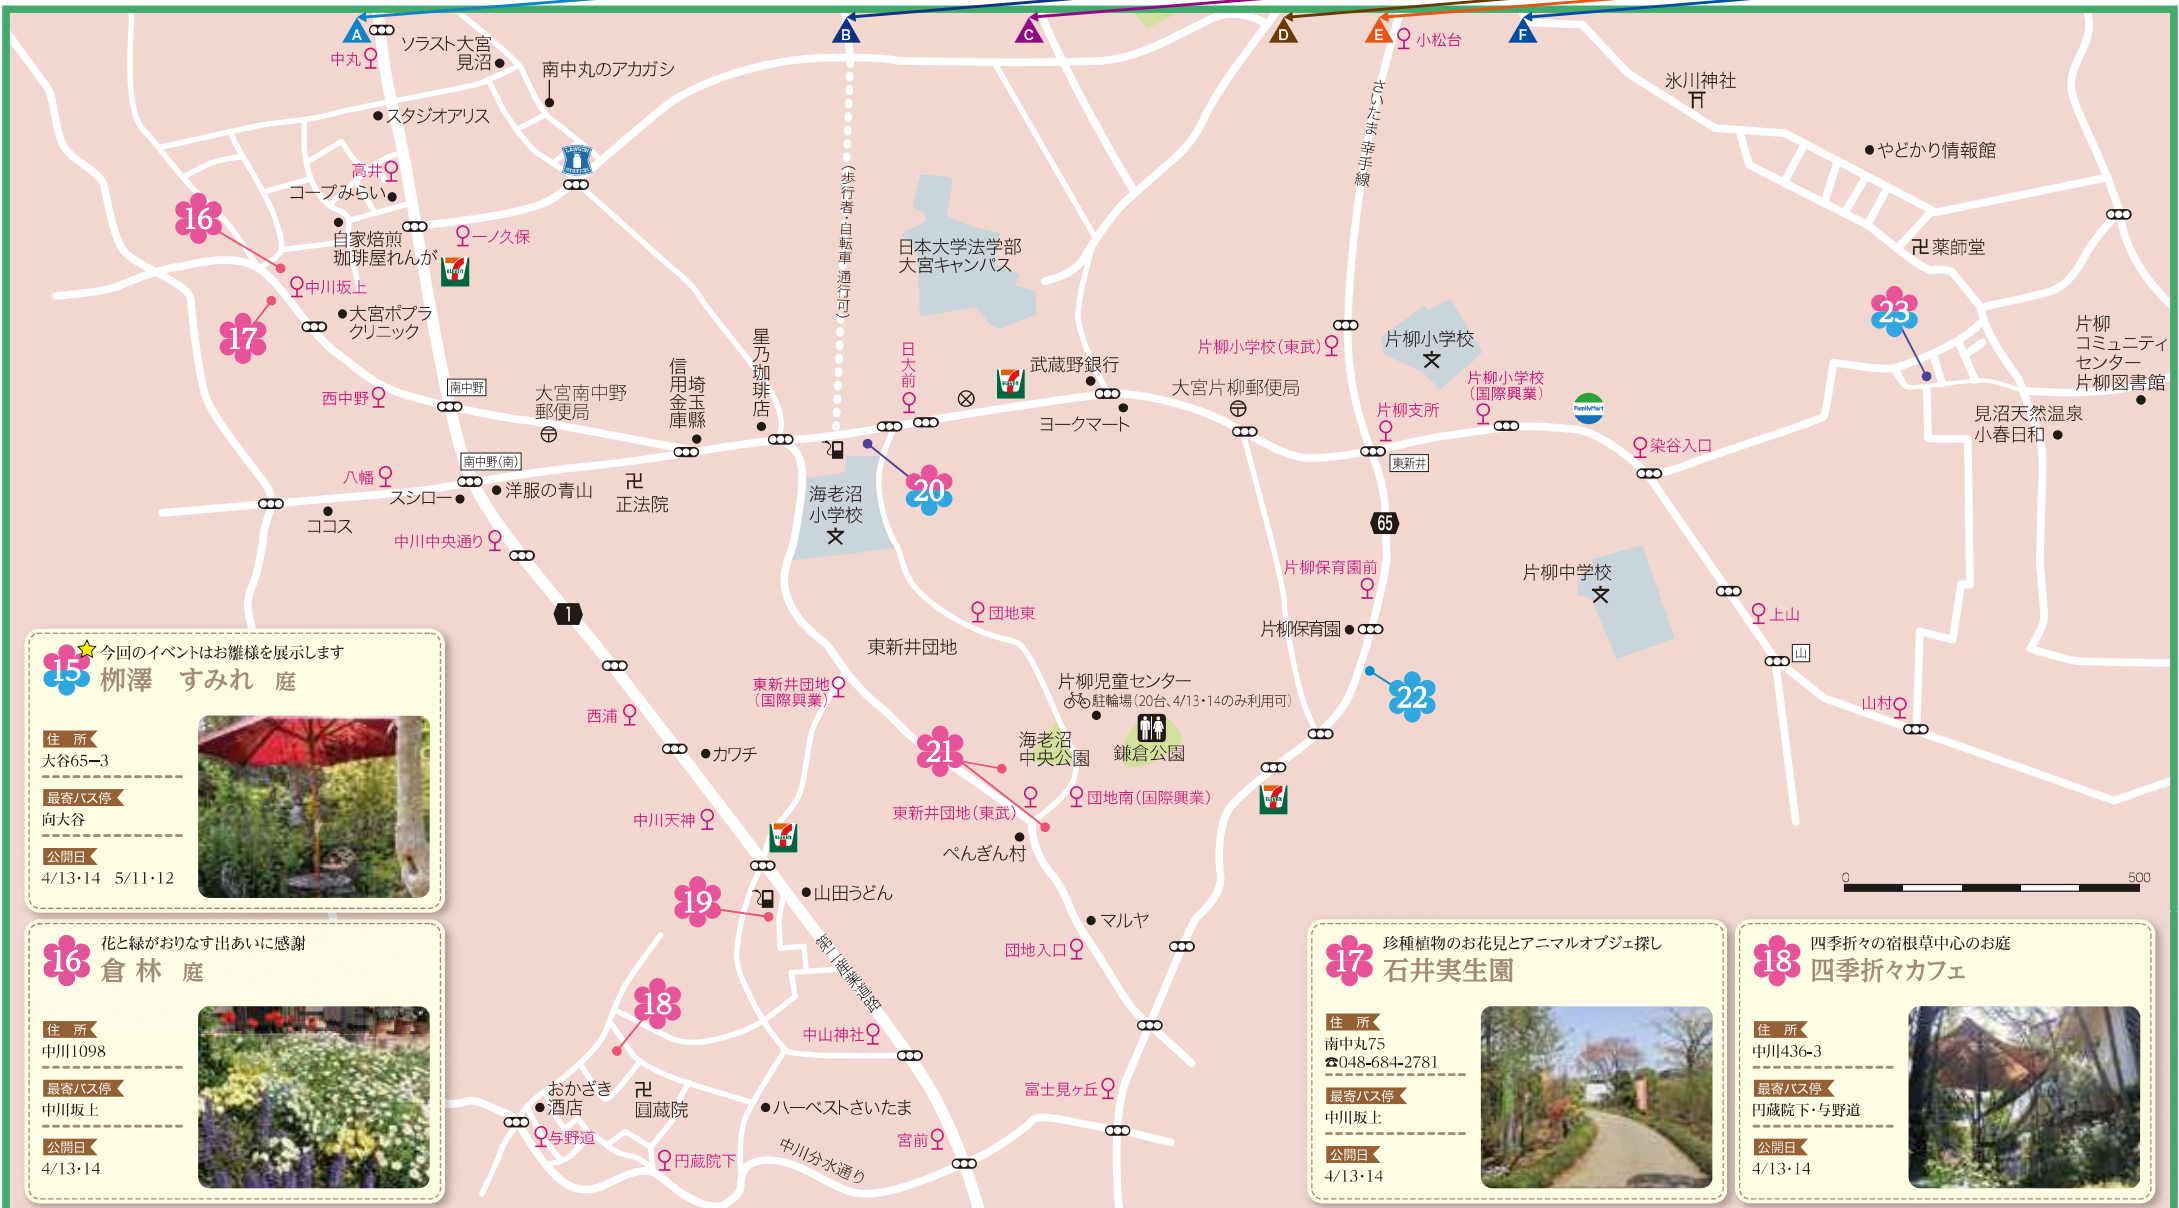 A
B
C
D
E
F
中丸
ソラスト大宮
見沼
南中丸のアカガシ
スタジオアリス
小松台
さいたま幸手線
氷川神社
やどかり情報館
LAWSON
高井
コープみらい
16
自家焙煎
珈琲屋れんが
一ノ久保
(歩行者・自転車 通行可)
日本大学法学部
大宮キャンパス
薬師堂
中川坂上
17
大宮ポプラ
クリニック
23
片柳
コミュニティ
センター
片柳図書館
星乃珈琲店
日大前
武蔵野銀行
片柳小学校(東武)
片柳小学校
片柳小学校
(国際興業)
FamilyMart
西中野
南中野
大宮南中野
郵便局
埼玉縣
信用金庫
ヨークマート
大宮片柳郵便局
片柳支所
東新井
染谷入口
見沼天然温泉
小春日和
八幡
南中野(南)
スシロー
洋服の青山
正法院
ココス
海老沼
小学校
20
65
中川中央通り
1
団地東
東新井団地
片柳保育園前
片柳保育園
片柳中学校
上山
山
22
山村
東新井団地
(国際興業)
片柳児童センター
駐輪場(20台、4/13・14のみ利用可)
西浦
カワチ
21
海老沼
中央公園
鎌倉公園
東新井団地(東武)
団地南(国際興業)
中川天神
ぺんぎん村
山田うどん
19
マルヤ
団地入口
第二産業道路
18
中山神社
おかざき
酒店
圓蔵院
ハーベストさいたま
富士見ヶ丘
与野道
円蔵院下
中川分水通り
宮前
0
500
15
今回のイベントはお雛様を展示します
栁澤 すみれ 庭
住 所
大谷65−3
最寄バス停
向大谷
公開日
4/13・14 5/11・12
16
花と緑がおりなす出あいに感謝
倉 林 庭
住 所
中川1098
最寄バス停
中川坂上
公開日
4/13・14
17
珍種植物のお花見とアニマルオブジェ探し
石井実生園
住 所
南中丸75
☎048-684-2781
最寄バス停
中川坂上
公開日
4/13・14
18
四季折々の宿根草中心のお庭
四季折々カフェ
住 所
中川436-3
最寄バス停
円蔵院下・与野道
公開日
4/13・14